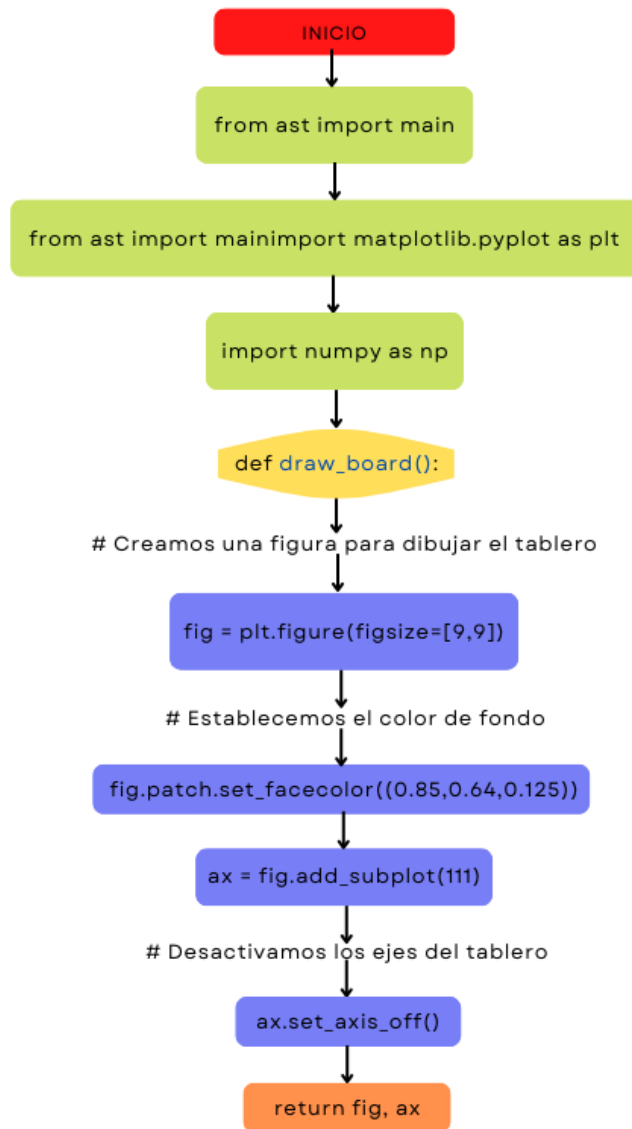 INICIO
from ast import main
from ast import mainimport matplotlib.pyplot as plt
import numpy as np
def draw_board():
# Creamos una figura para dibujar el tablero
fig = plt.figure(figsize=[9,9])
# Establecemos el color de fondo
fig.patch.set_facecolor((0.85,0.64,0.125))
ax = fig.add_subplot(111)
# Desactivamos los ejes del tablero
ax.set_axis_off()
return fig, ax